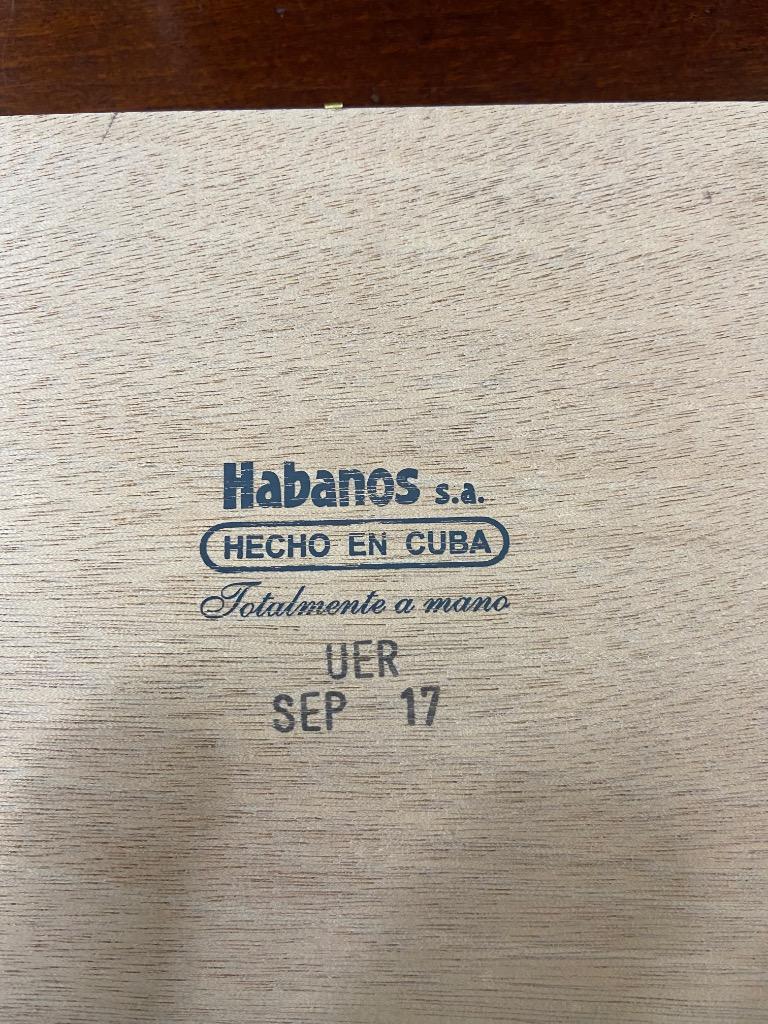 Habanos s.a.
HECHO EN CUBA
Totalmente a mano
UER
SEP 17